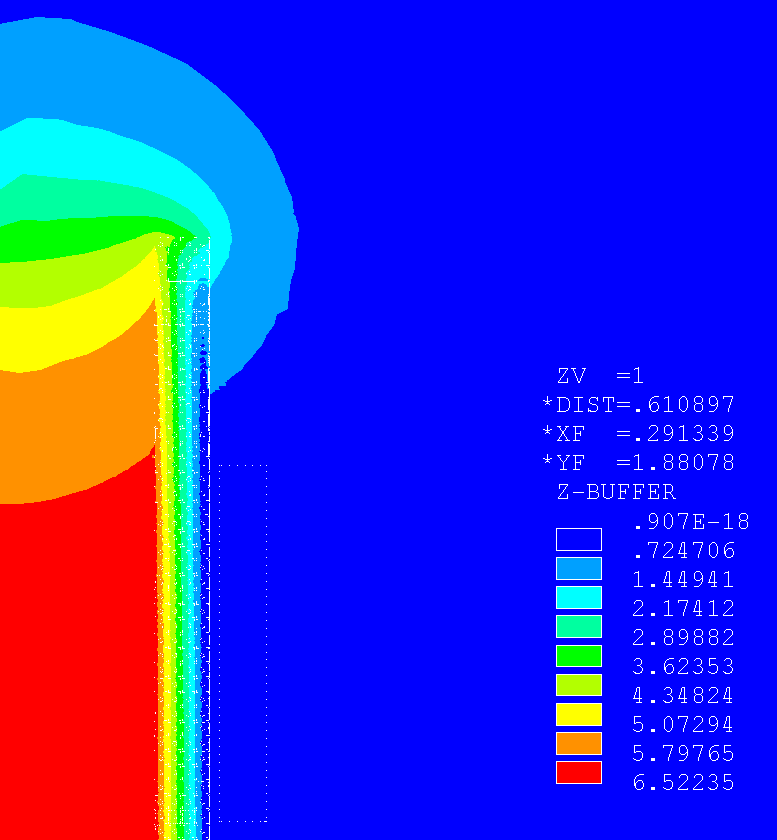 ZV =1
*DIST=.610897
*XF =.291339
*YF =1.88078
Z-BUFFER
.907E-18
.724706
1.44941
2.17412
2.89882
3.62353
4.34824
5.07294
5.79765
6.52235